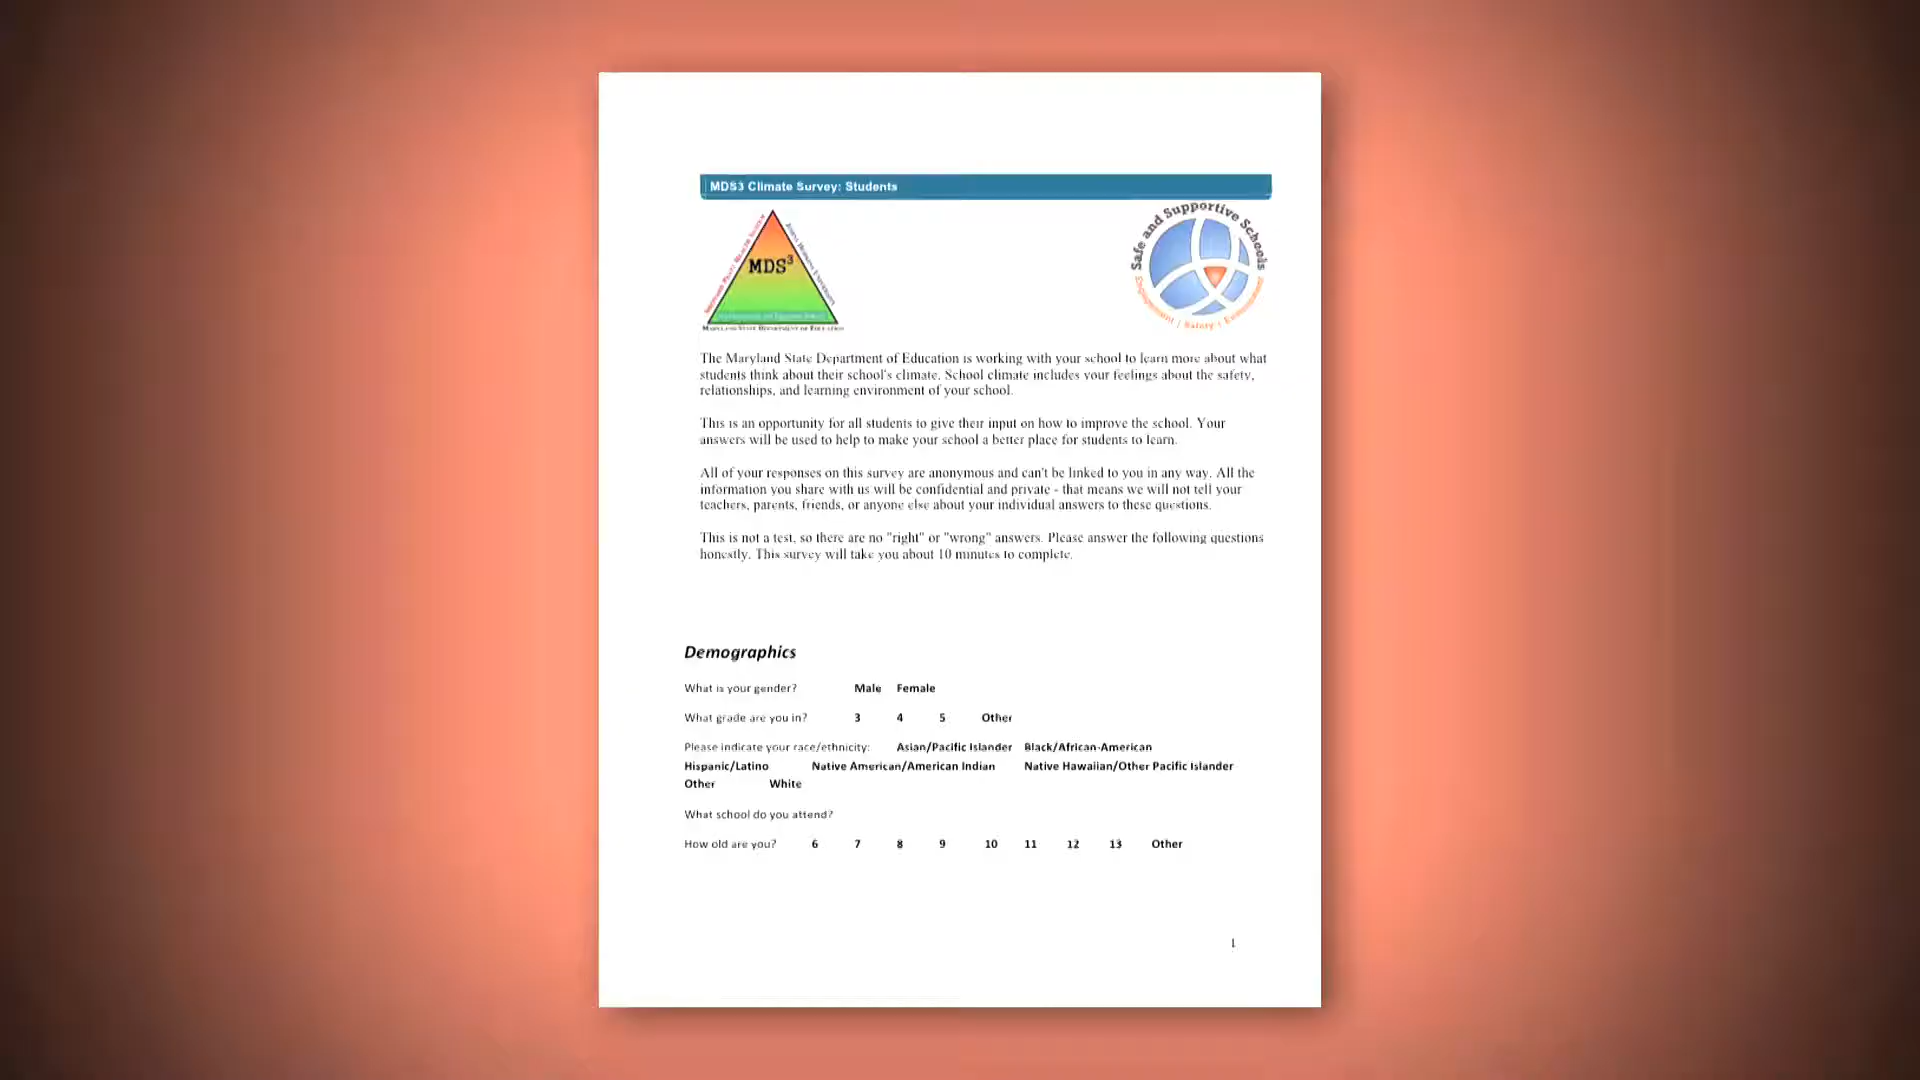 MDS3 Climate Survey: Students
MDS3
MARYLAND STATE DEPARTMENT OF EDUCATION
Safe and Supportive Schools
Engagement | Safety | Environment
The Maryland State Department of Education is working with your school to learn more about what
students think about their school's climate. School climate includes your feelings about the safety,
relationships, and learning environment of your school.
This is an opportunity for all students to give their input on how to improve the school. Your
answers will be used to help to make your school a better place for students to learn.
All of your responses on this survey are anonymous and can't be linked to you in any way. All the
information you share with us will be confidential and private - that means we will not tell your
teachers, parents, friends, or anyone else about your individual answers to these questions.
This is not a test, so there are no "right" or "wrong" answers. Please answer the following questions
honestly. This survey will take you about 10 minutes to complete.
Demographics
What is your gender? Male Female
What grade are you in? 3 4 5 Other
Please indicate your race/ethnicity: Asian/Pacific Islander Black/African-American
Hispanic/Latino Native American/American Indian Native Hawaiian/Other Pacific Islander
Other White
What school do you attend?
How old are you? 6 7 8 9 10 11 12 13 Other
1